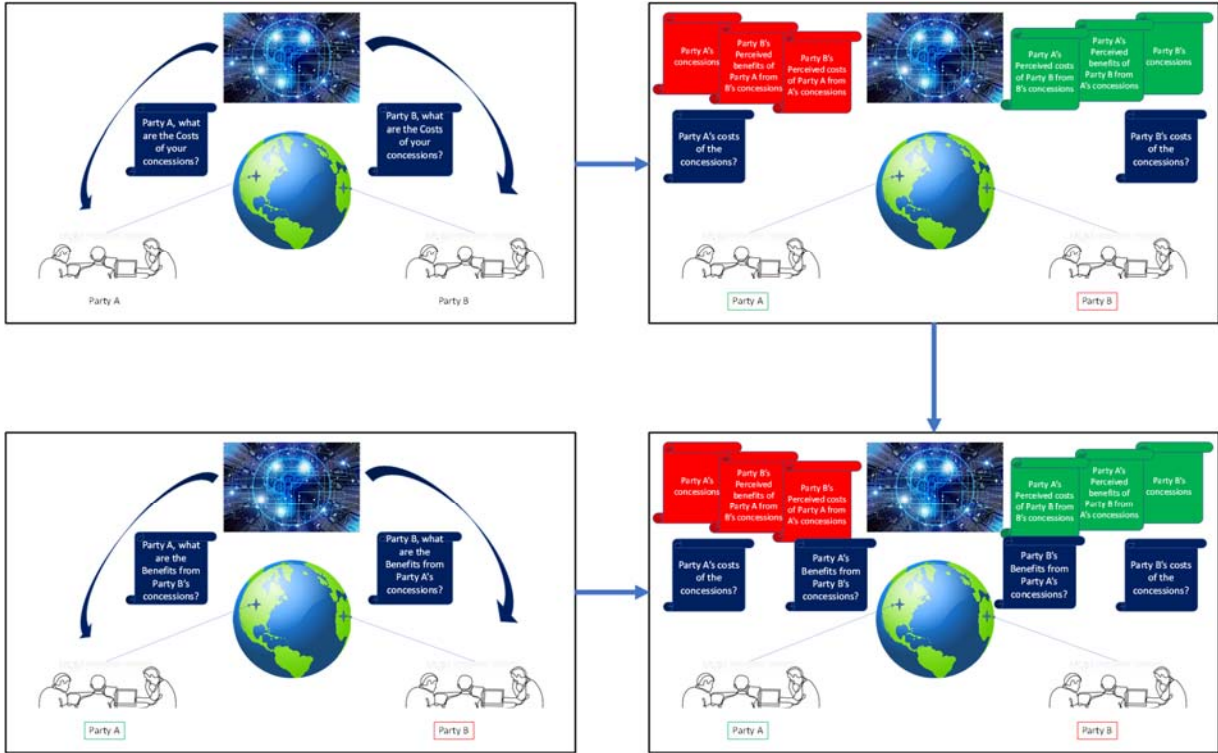 Party A, what
are the Costs
of your
concessions?
Party B, what
are the Costs
of your
concessions?
Party A
Party B
Party A's
concessions
Party B's
Perceived
benefits of
Party A from
B's concessions
Party B's
Perceived costs
of Party A from
A's concessions
Party A's
Perceived costs
of Party B from
B's concessions
Party A's
Perceived
benefits of
Party B from
A's concessions
Party B's
concessions
Party A's costs
of the
concessions?
Party B's costs
of the
concessions?
Party A
Party B
Party A, what
are the
Benefits from
Party B's
concessions?
Party B, what
are the
Benefits from
Party A's
concessions?
Party A
Party B
Party A's
concessions
Party B's
Perceived
benefits of
Party A from
B's concessions
Party B's
Perceived costs
of Party A from
A's concessions
Party A's
Perceived costs
of Party B from
B's concessions
Party A's
Perceived
benefits of
Party B from
A's concessions
Party B's
concessions
Party A's costs
of the
concessions?
Party A's
Benefits from
Party B's
concessions?
Party B's
Benefits from
Party A's
concessions?
Party B's costs
of the
concessions?
Party A
Party B